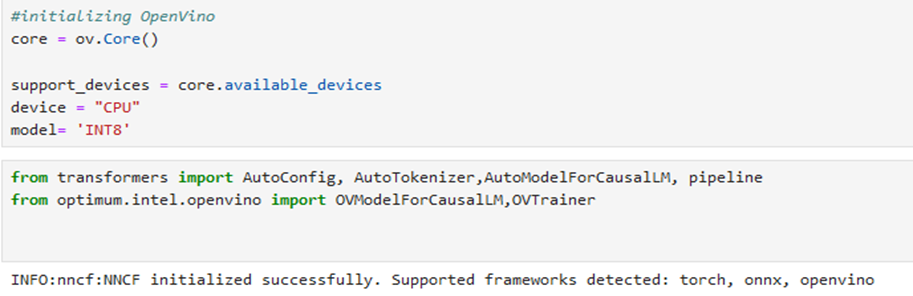 #initializing OpenVino
core = ov.Core()
support_devices = core.available_devices
device = "CPU"
model= 'INT8'
from transformers import AutoConfig, AutoTokenizer,AutoModelForCausalLM, pipeline
from optimum.intel.openvino import OVModelForCausalLM,OVTrainer
INFO:nncf:NNCF initialized successfully. Supported frameworks detected: torch, onnx, openvino